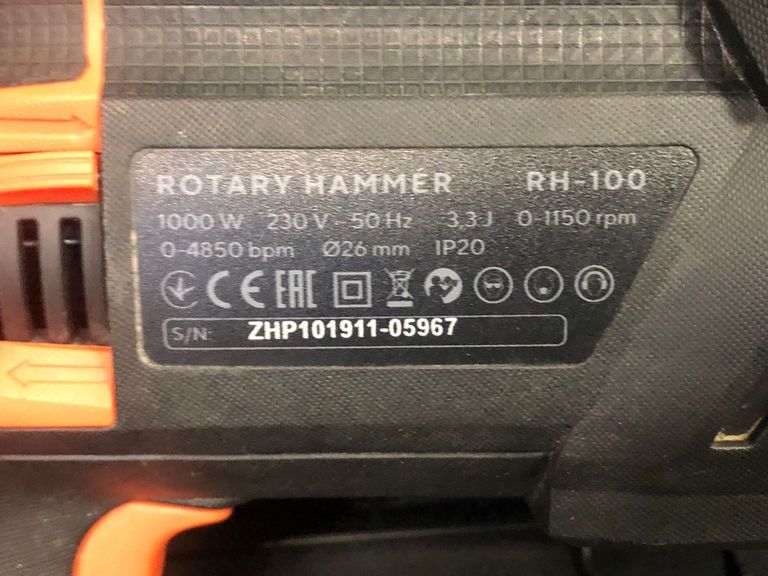 ROTARY HAMMER RH-100
1000 W 230 V~50 Hz 3,3 J 0-1150 rpm
0-4850 bpm Ø26 mm IP20
CE EAC
S/N: ZHP101911-05967